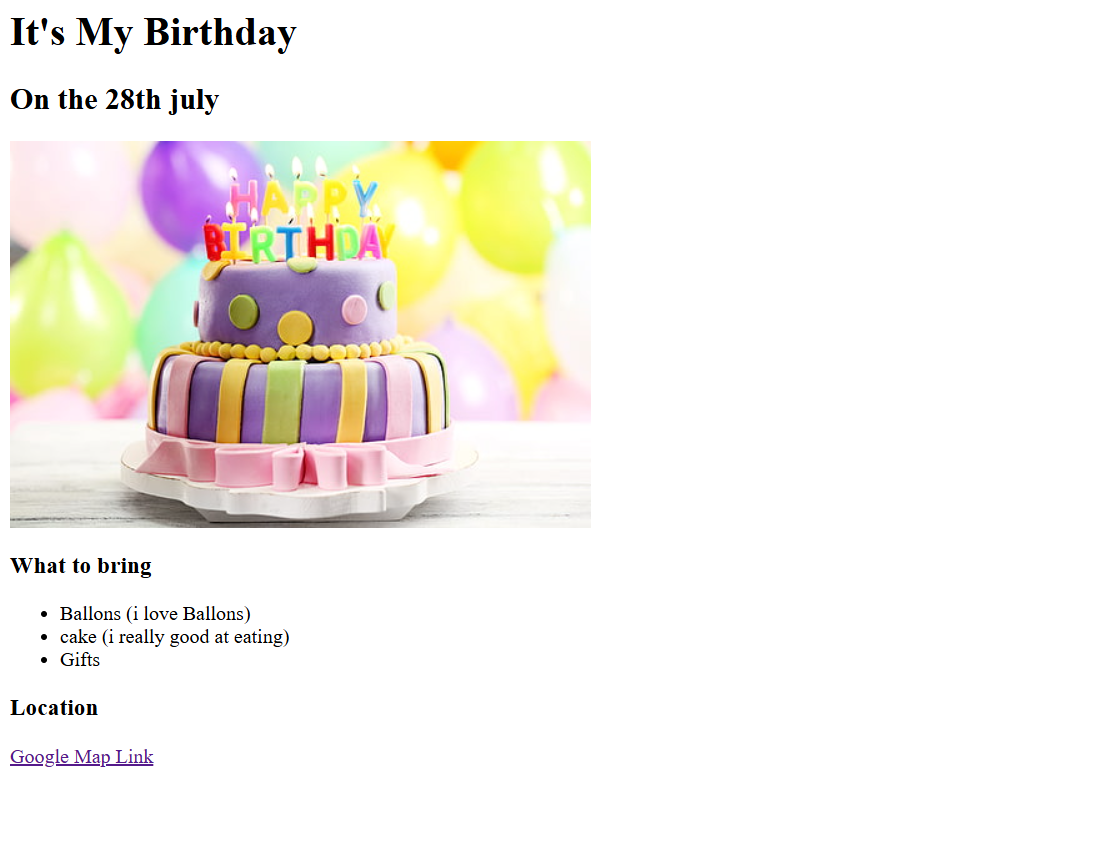 It's My Birthday
On the 28th july
HAPPY
BIRTHDAY
What to bring
Ballons (i love Ballons)
cake (i really good at eating)
Gifts
Location
Google Map Link